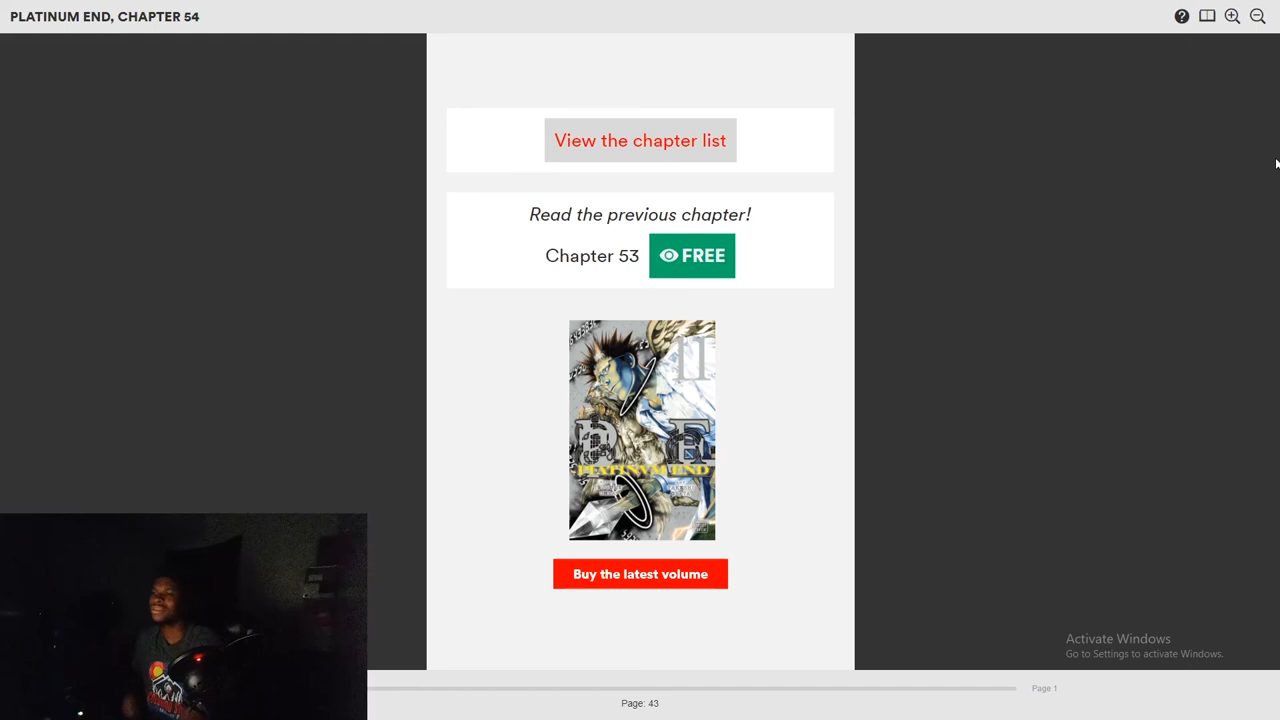 PLATINUM END, CHAPTER 54
View the chapter list
Read the previous chapter!
Chapter 53
FREE
11
P E
PLATINUM END
Buy the latest volume
Activate Windows
Go to Settings to activate Windows.
Page 1
Page: 43